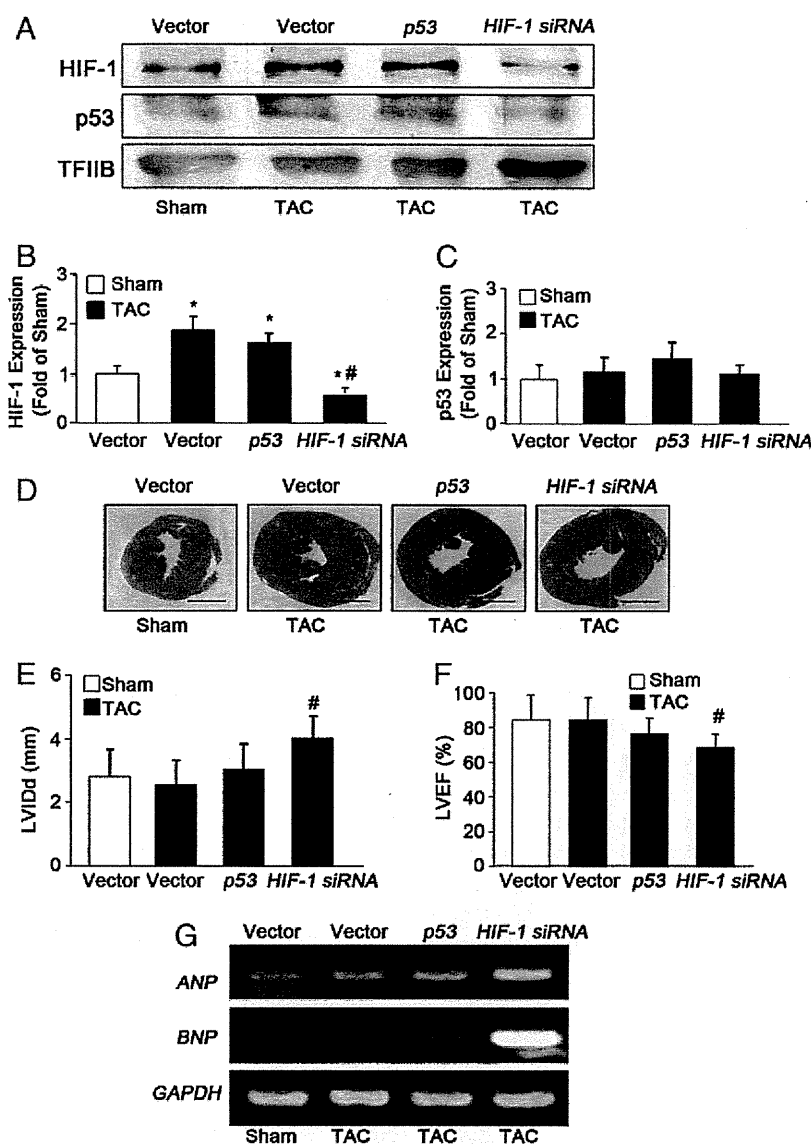 A
Vector Vector p53 HIF-1 siRNA
HIF-1
p53
TFIIB
Sham TAC TAC TAC
B
Sham
TAC
HIF-1 Expression
(Fold of Sham)
3
2
1
0
*
*
*#
Vector Vector p53 HIF-1 siRNA
C
Sham
TAC
p53 Expression
(Fold of Sham)
3
2
1
0
Vector Vector p53 HIF-1 siRNA
D
Vector Vector p53 HIF-1 siRNA
Sham TAC TAC TAC
E
Sham
TAC
LVIDd (mm)
6
4
2
0
#
Vector Vector p53 HIF-1 siRNA
F
Sham
TAC
LVEF (%)
100
80
60
40
20
0
#
Vector Vector p53 HIF-1 siRNA
G
Vector Vector p53 HIF-1 siRNA
ANP
BNP
GAPDH
Sham TAC TAC TAC